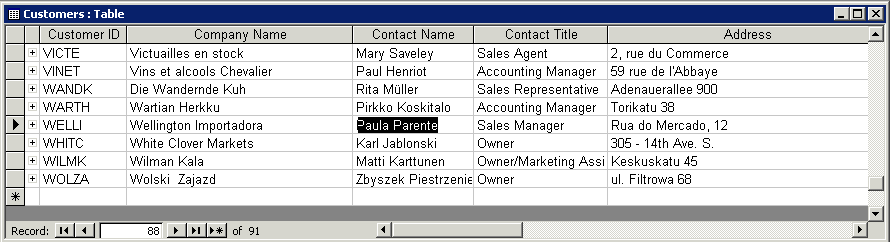 Customers : Table
Customer ID Company Name Contact Name Contact Title Address
VICTE Victuailles en stock Mary Saveley Sales Agent 2, rue du Commerce
VINET Vins et alcools Chevalier Paul Henriot Accounting Manager 59 rue de l'Abbaye
WANDK Die Wandernde Kuh Rita Müller Sales Representative Adenauerallee 900
WARTH Wartian Herkku Pirkko Koskitalo Accounting Manager Torikatu 38
WELLI Wellington Importadora Paula Parente Sales Manager Rua do Mercado, 12
WHITC White Clover Markets Karl Jablonski Owner 305 - 14th Ave. S.
WILMK Wilman Kala Matti Karttunen Owner/Marketing Assi Keskuskatu 45
WOLZA Wolski Zajazd Zbyszek Piestrzenie Owner ul. Filtrowa 68
Record: 88 of 91